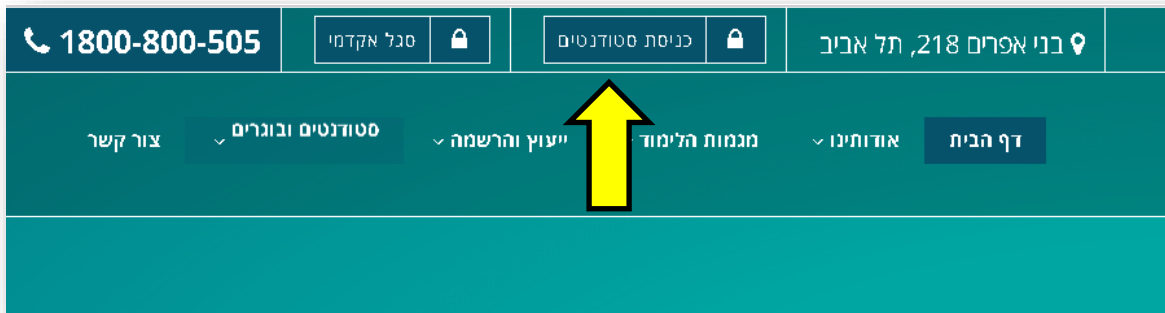 בני אפרים 218, תל אביב
כניסת סטודנטים
סגל אקדמי
1800-800-505
דף הבית
אודותינו
מגמות הלימוד
ייעוץ והרשמה
סטודנטים ובוגרים
צור קשר